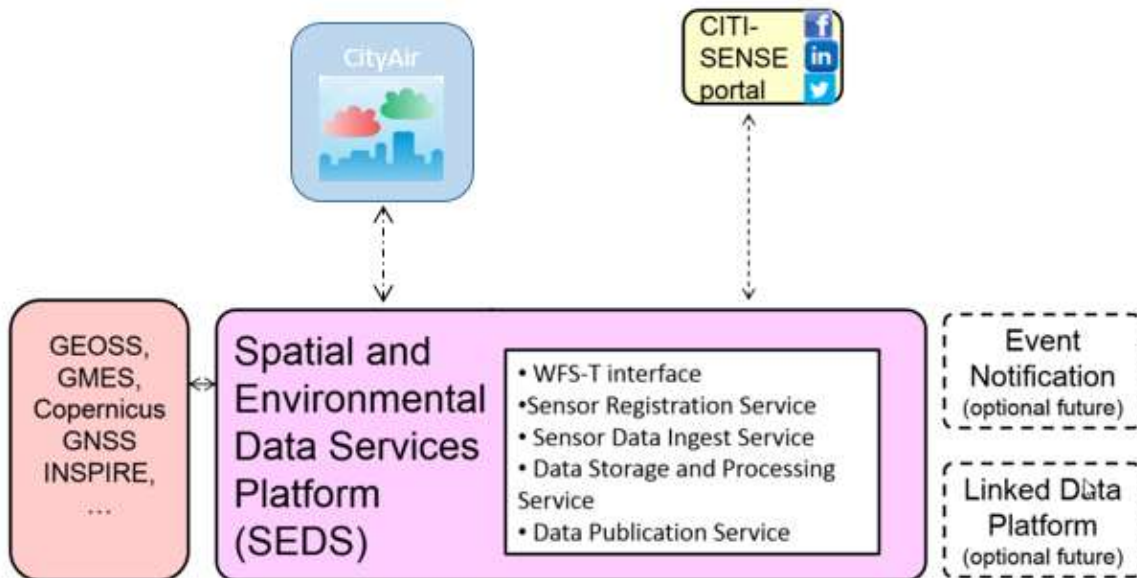 CityAir
CITI-
SENSE
portal
f
in
GEOSS,
GMES,
Copernicus
GNSS
INSPIRE,
...
Spatial and
Environmental
Data Services
Platform
(SEDS)
• WFS-T interface
•Sensor Registration Service
• Sensor Data Ingest Service
• Data Storage and Processing
Service
• Data Publication Service
Event
Notification
(optional future)
Linked Data
Platform
(optional future)